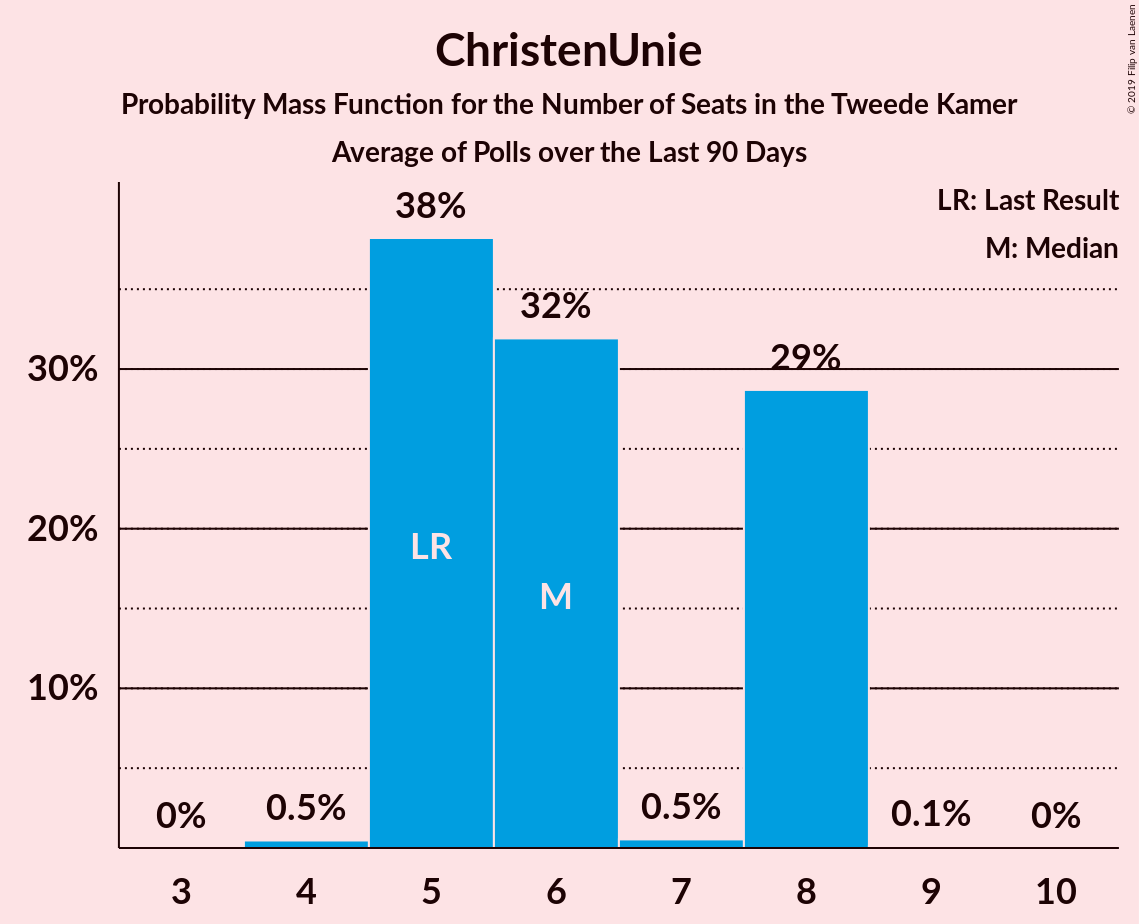 ChristenUnie
Probability Mass Function for the Number of Seats in the Tweede Kamer
Average of Polls over the Last 90 Days
© 2019 Filip van Laenen
LR: Last Result
M: Median
38%
32%
29%
30%
20%
10%
LR
M
0%
0.5%
0.5%
0.1%
0%
3 4 5 6 7 8 9 10